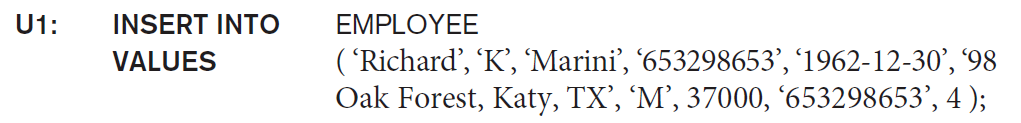 U1: INSERT INTO EMPLOYEE
VALUES ( ‘Richard’, ‘K’, ‘Marini’, ‘653298653’, ‘1962-12-30’, ‘98
Oak Forest, Katy, TX’, ‘M’, 37000, ‘653298653’, 4 );